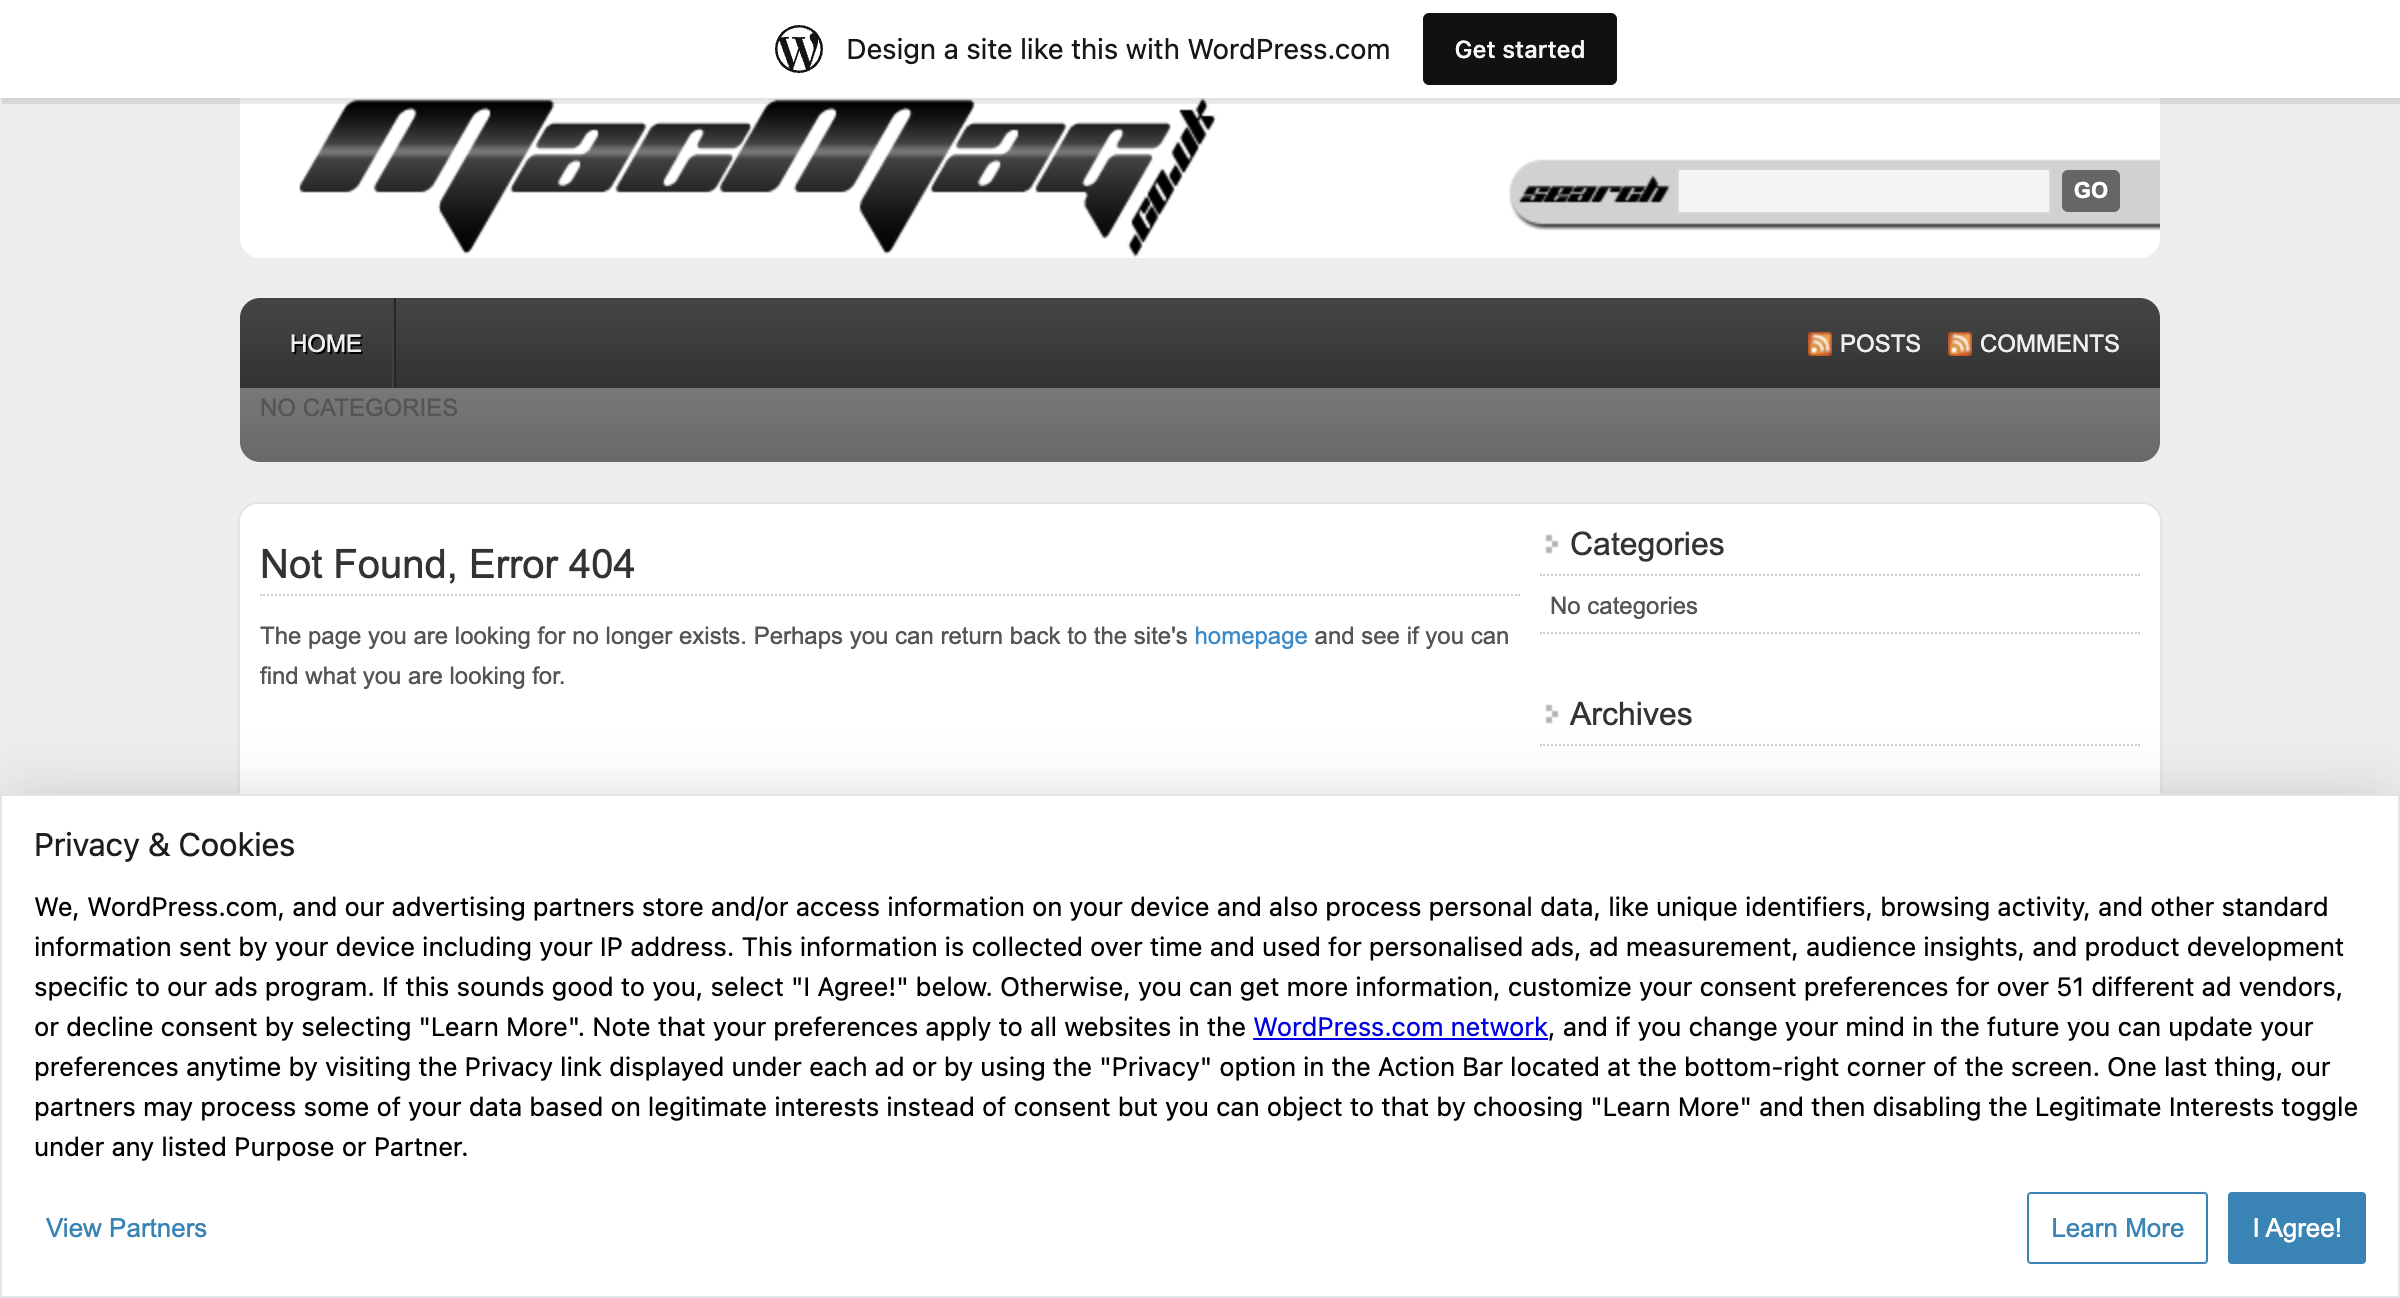 Design a site like this with WordPress.com
Get started
MacMag.co.uk
search
GO
HOME
POSTS
COMMENTS
NO CATEGORIES
Not Found, Error 404
The page you are looking for no longer exists. Perhaps you can return back to the site's homepage and see if you can
find what you are looking for.
Categories
No categories
Archives
Privacy & Cookies
We, WordPress.com, and our advertising partners store and/or access information on your device and also process personal data, like unique identifiers, browsing activity, and other standard
information sent by your device including your IP address. This information is collected over time and used for personalised ads, ad measurement, audience insights, and product development
specific to our ads program. If this sounds good to you, select "I Agree!" below. Otherwise, you can get more information, customize your consent preferences for over 51 different ad vendors,
or decline consent by selecting "Learn More". Note that your preferences apply to all websites in the WordPress.com network, and if you change your mind in the future you can update your
preferences anytime by visiting the Privacy link displayed under each ad or by using the "Privacy" option in the Action Bar located at the bottom-right corner of the screen. One last thing, our
partners may process some of your data based on legitimate interests instead of consent but you can object to that by choosing "Learn More" and then disabling the Legitimate Interests toggle
under any listed Purpose or Partner.
View Partners
Learn More
I Agree!